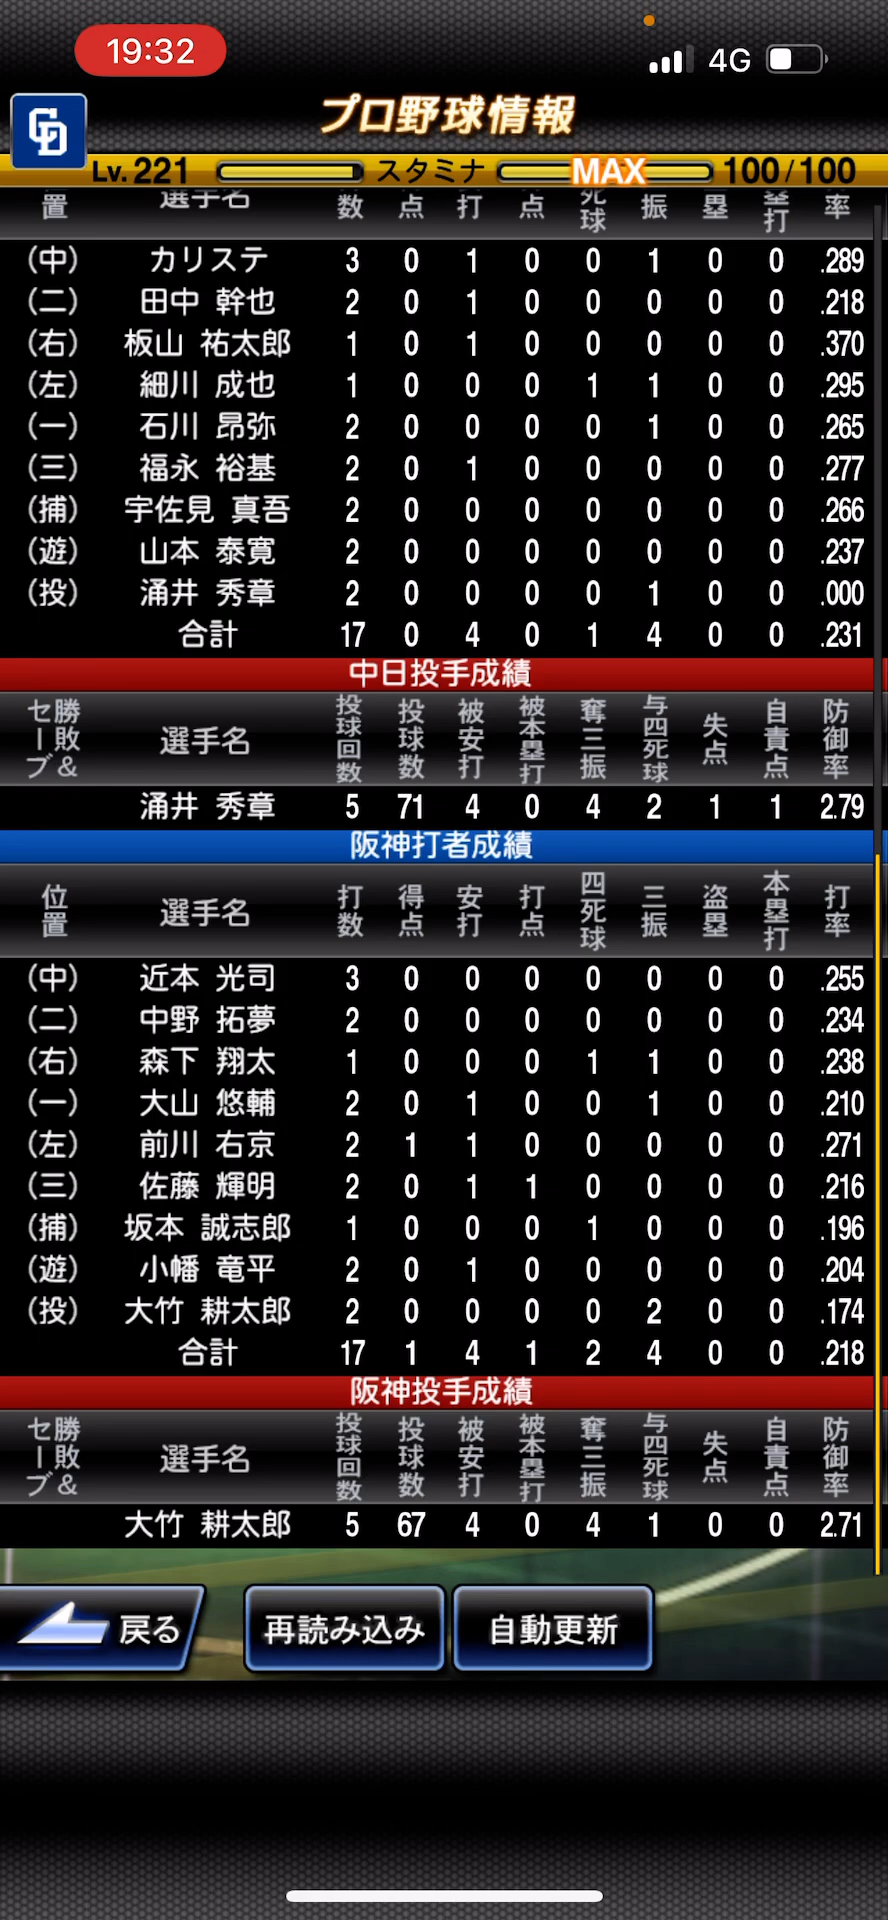 19:32
4G
プロ野球情報
CD
Lv.221 スタミナ MAX 100/100
置 選手名 数 点 打 点 死球 振 塁 塁打 率
(中) カリステ 3 0 1 0 0 1 0 0 .289
(二) 田中 幹也 2 0 1 0 0 0 0 0 .218
(右) 板山 祐太郎 1 0 1 0 0 0 0 0 .370
(左) 細川 成也 1 0 0 0 1 1 0 0 .295
(一) 石川 昂弥 2 0 0 0 0 1 0 0 .265
(三) 福永 裕基 2 0 1 0 0 0 0 0 .277
(捕) 宇佐見 真吾 2 0 0 0 0 0 0 0 .266
(遊) 山本 泰寛 2 0 0 0 0 0 0 0 .237
(投) 涌井 秀章 2 0 0 0 0 1 0 0 .000
合計 17 0 4 0 1 4 0 0 .231
中日投手成績
勝敗&セーブ 選手名 投球回数 投球数 被安打 被本塁打 奪三振 与四死球 失点 自責点 防御率
涌井 秀章 5 71 4 0 4 2 1 1 2.79
阪神打者成績
位置 選手名 打数 得点 安打 打点 四死球 三振 盗塁 本塁打 打率
(中) 近本 光司 3 0 0 0 0 0 0 0 .255
(二) 中野 拓夢 2 0 0 0 0 0 0 0 .234
(右) 森下 翔太 1 0 0 0 1 1 0 0 .238
(一) 大山 悠輔 2 0 1 0 0 1 0 0 .210
(左) 前川 右京 2 1 1 0 0 0 0 0 .271
(三) 佐藤 輝明 2 0 1 1 0 0 0 0 .216
(捕) 坂本 誠志郎 1 0 0 0 1 0 0 0 .196
(遊) 小幡 竜平 2 0 1 0 0 0 0 0 .204
(投) 大竹 耕太郎 2 0 0 0 0 2 0 0 .174
合計 17 1 4 1 2 4 0 0 .218
阪神投手成績
勝敗&セーブ 選手名 投球回数 投球数 被安打 被本塁打 奪三振 与四死球 失点 自責点 防御率
大竹 耕太郎 5 67 4 0 4 1 0 0 2.71
戻る 再読み込み 自動更新